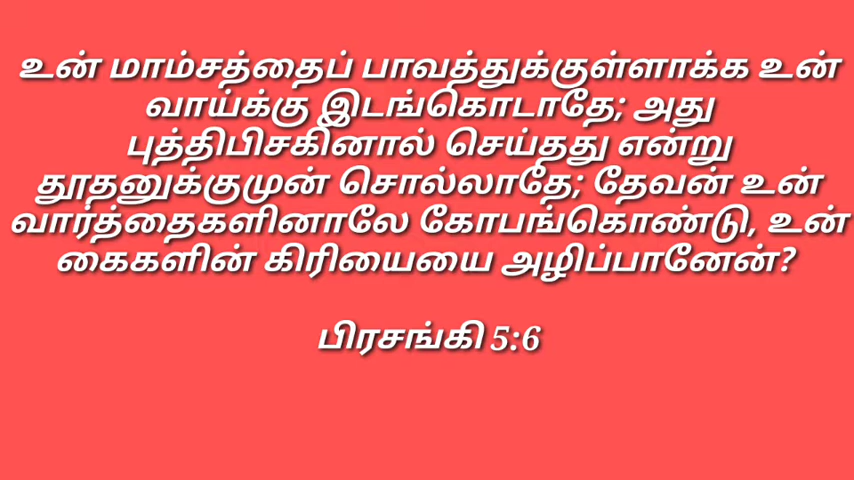 உன் மாம்சத்தைப் பாவத்துக்குள்ளாக்க உன்
வாய்க்கு இடங்கொடாதே; அது
புத்திபிசகினால் செய்தது என்று
தூதனுக்குமுன் சொல்லாதே; தேவன் உன்
வார்த்தைகளினாலே கோபங்கொண்டு, உன்
கைகளின் கிரியையை அழிப்பானேன்?
பிரசங்கி 5:6